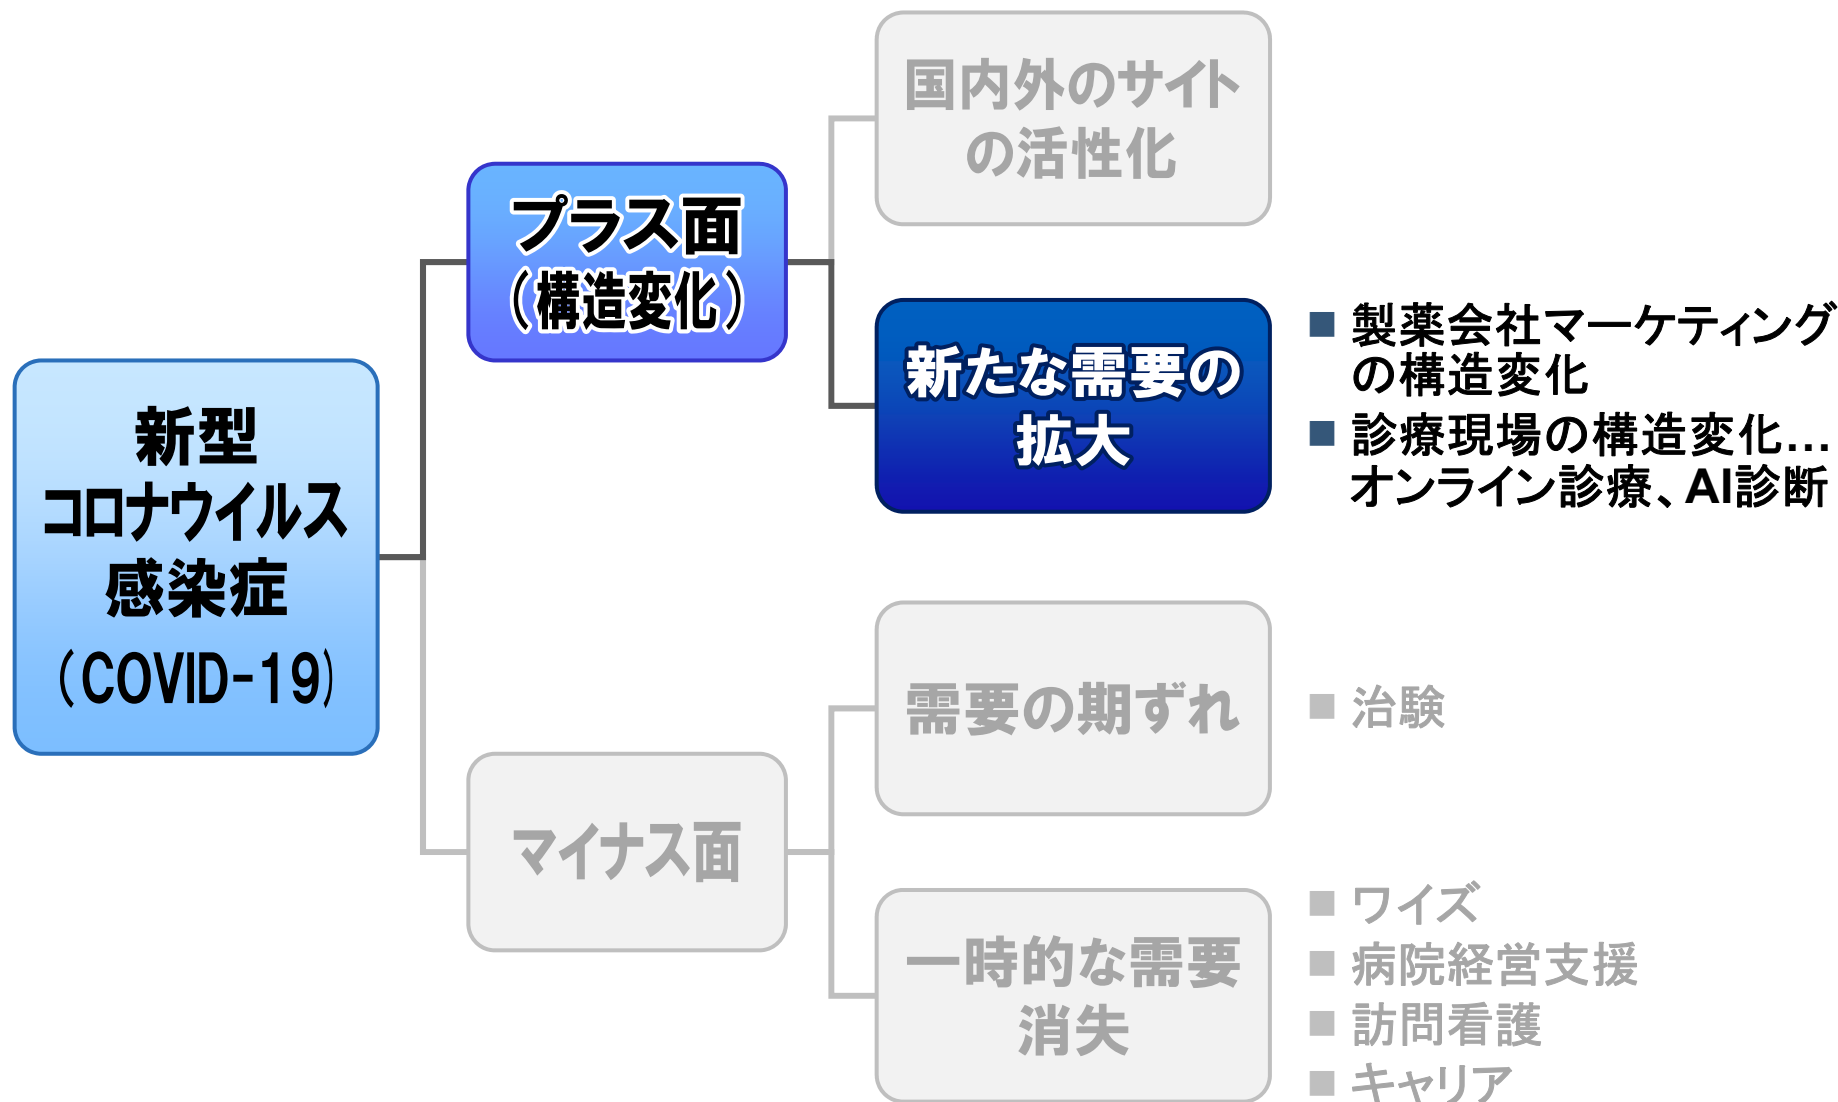 新型
コロナウイルス
感染症
（COVID-19）
プラス面
（構造変化）
国内外のサイト
の活性化
新たな需要の
拡大
■ 製薬会社マーケティング
の構造変化
■ 診療現場の構造変化…
オンライン診療、AI診断
マイナス面
需要の期ずれ
■ 治験
一時的な需要
消失
■ ワイズ
■ 病院経営支援
■ 訪問看護
■ キャリア